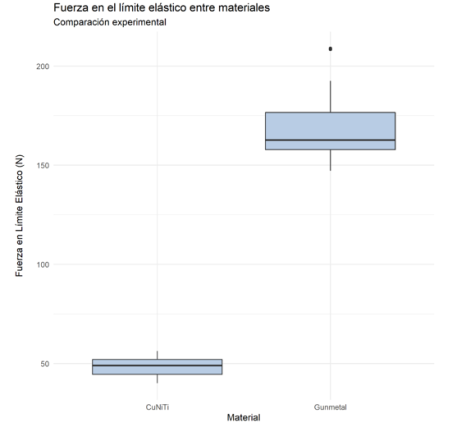 Fuerza en el límite elástico entre materiales
Comparación experimental
Fuerza en Límite Elástico (N)
200
150
100
50
CuNiTi
Gunmetal
Material